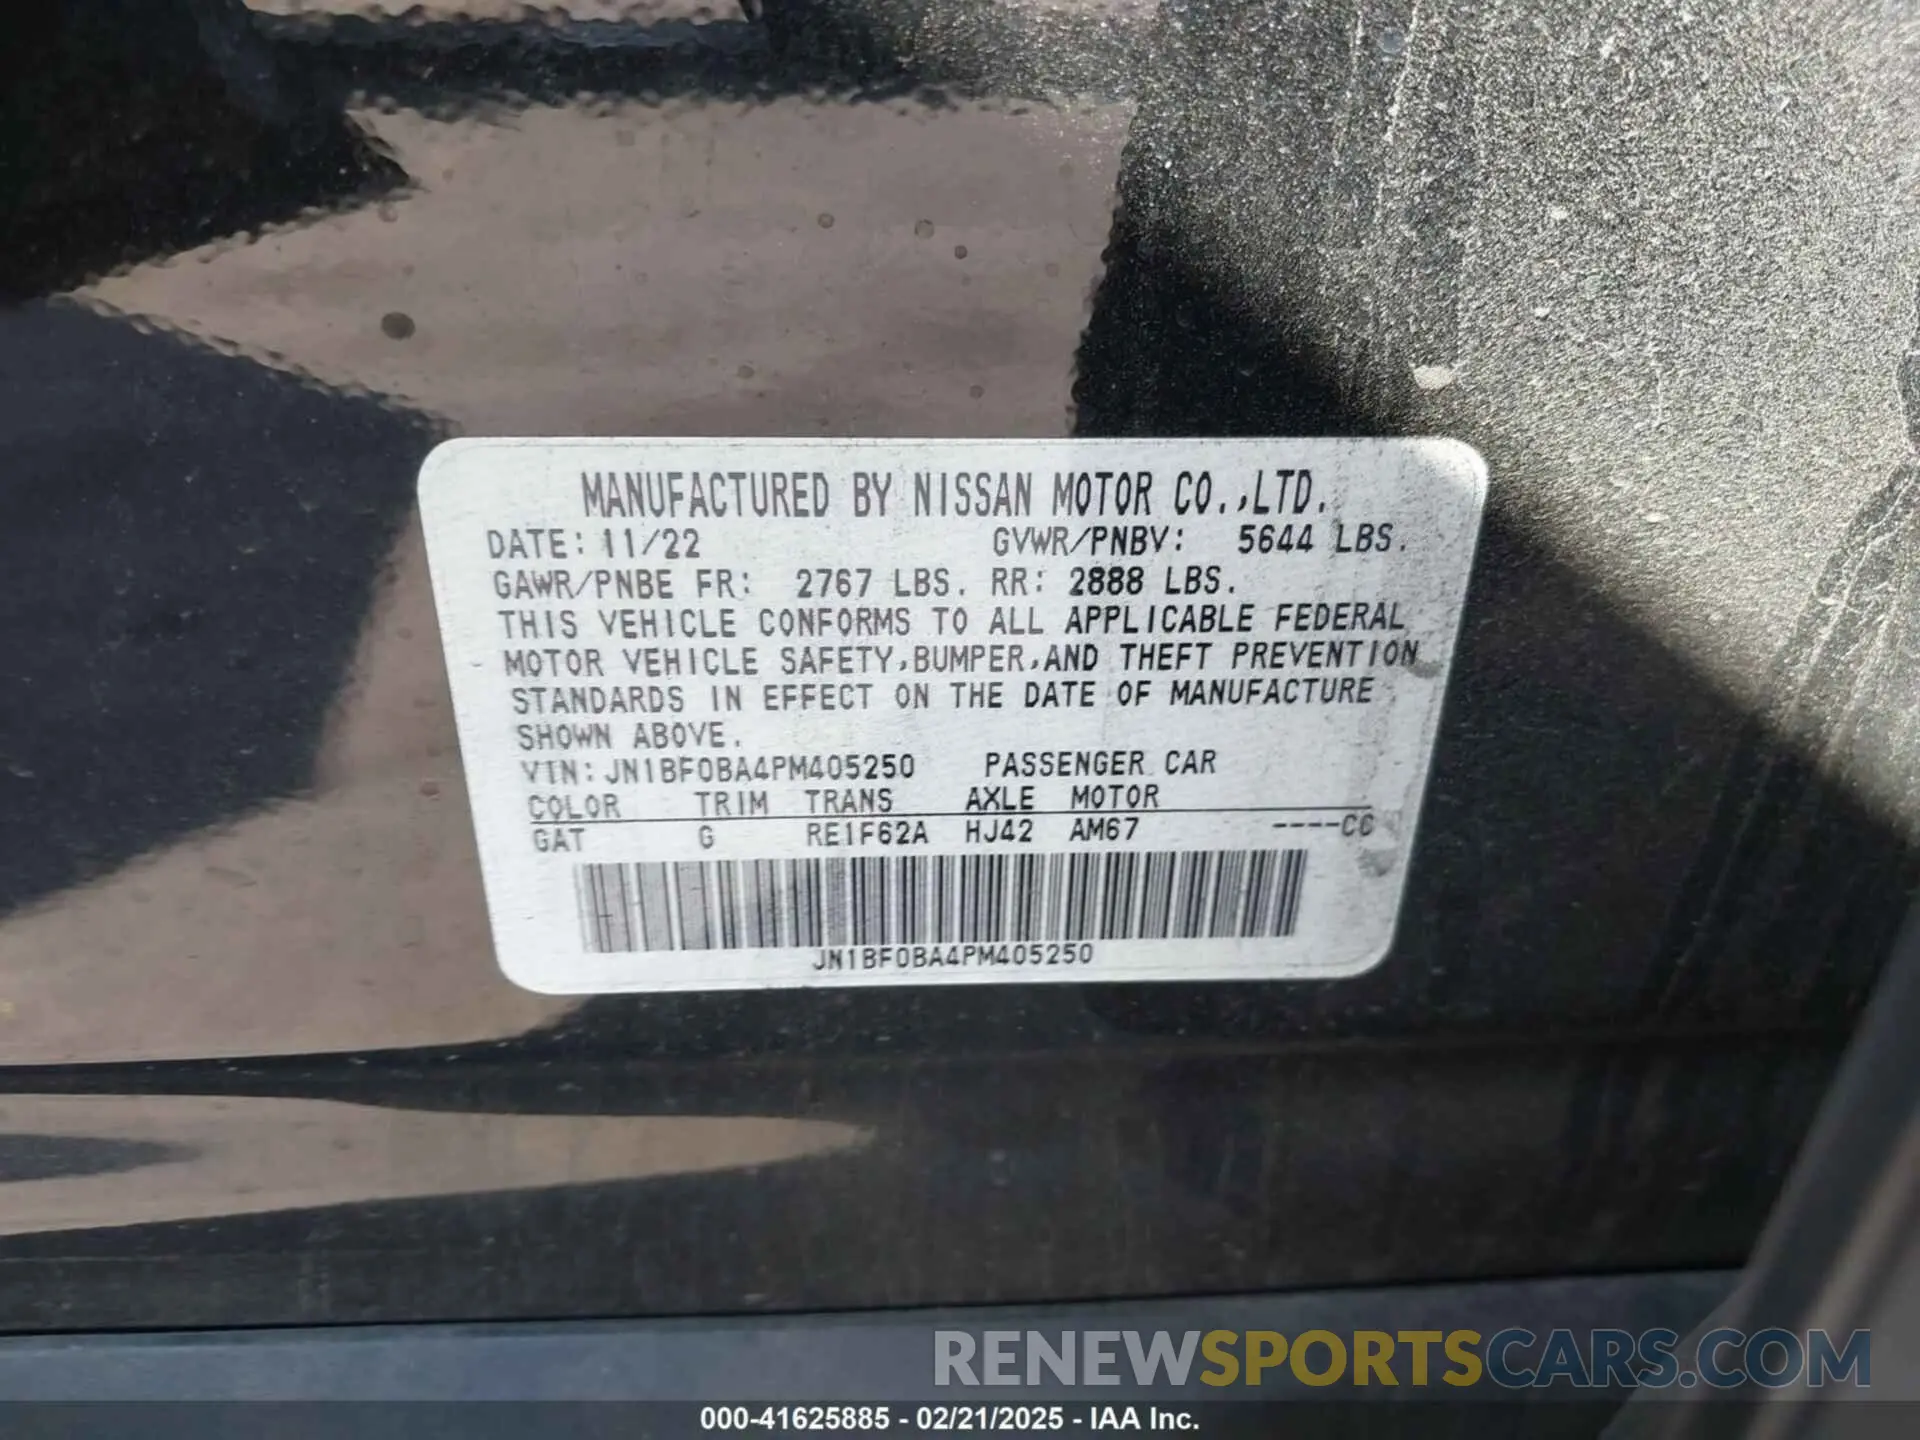 MANUFACTURED BY NISSAN MOTOR CO.,LTD.
DATE: 11/22 GVWR/PNBV: 5644 LBS.
GAWR/PNBE FR: 2767 LBS. RR: 2888 LBS.
THIS VEHICLE CONFORMS TO ALL APPLICABLE FEDERAL
MOTOR VEHICLE SAFETY,BUMPER,AND THEFT PREVENTION
STANDARDS IN EFFECT ON THE DATE OF MANUFACTURE
SHOWN ABOVE.
VIN: JN1BF0BA4PM405250 PASSENGER CAR
COLOR TRIM TRANS AXLE MOTOR
GAT G RE1F62A HJ42 AM67 ----CC
JN1BF0BA4PM405250
RENEWSPORTSCARS.COM
000-41625885 - 02/21/2025 - IAA Inc.